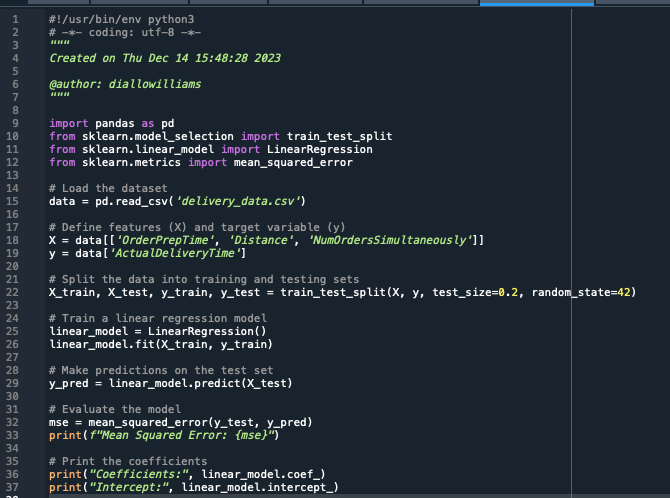 1 #!/usr/bin/env python3
2 # -*- coding: utf-8 -*-
3 """
4 Created on Thu Dec 14 15:48:28 2023
5
6 @author: diallowilliams
7 """
8
9 import pandas as pd
10 from sklearn.model_selection import train_test_split
11 from sklearn.linear_model import LinearRegression
12 from sklearn.metrics import mean_squared_error
13
14 # Load the dataset
15 data = pd.read_csv('delivery_data.csv')
16
17 # Define features (X) and target variable (y)
18 X = data[['OrderPrepTime', 'Distance', 'NumOrdersSimultaneously']]
19 y = data['ActualDeliveryTime']
20
21 # Split the data into training and testing sets
22 X_train, X_test, y_train, y_test = train_test_split(X, y, test_size=0.2, random_state=42)
23
24 # Train a linear regression model
25 linear_model = LinearRegression()
26 linear_model.fit(X_train, y_train)
27
28 # Make predictions on the test set
29 y_pred = linear_model.predict(X_test)
30
31 # Evaluate the model
32 mse = mean_squared_error(y_test, y_pred)
33 print(f"Mean Squared Error: {mse}")
34
35 # Print the coefficients
36 print("Coefficients:", linear_model.coef_)
37 print("Intercept:", linear_model.intercept_)